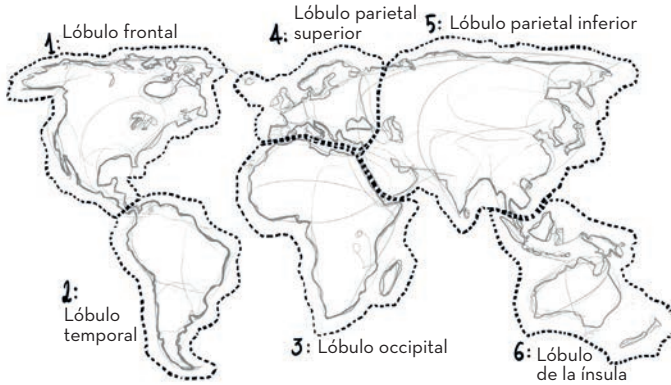 1: Lóbulo frontal
4: Lóbulo parietal
superior
5: Lóbulo parietal inferior
2:
Lóbulo
temporal
3: Lóbulo occipital
6: Lóbulo
de la ínsula